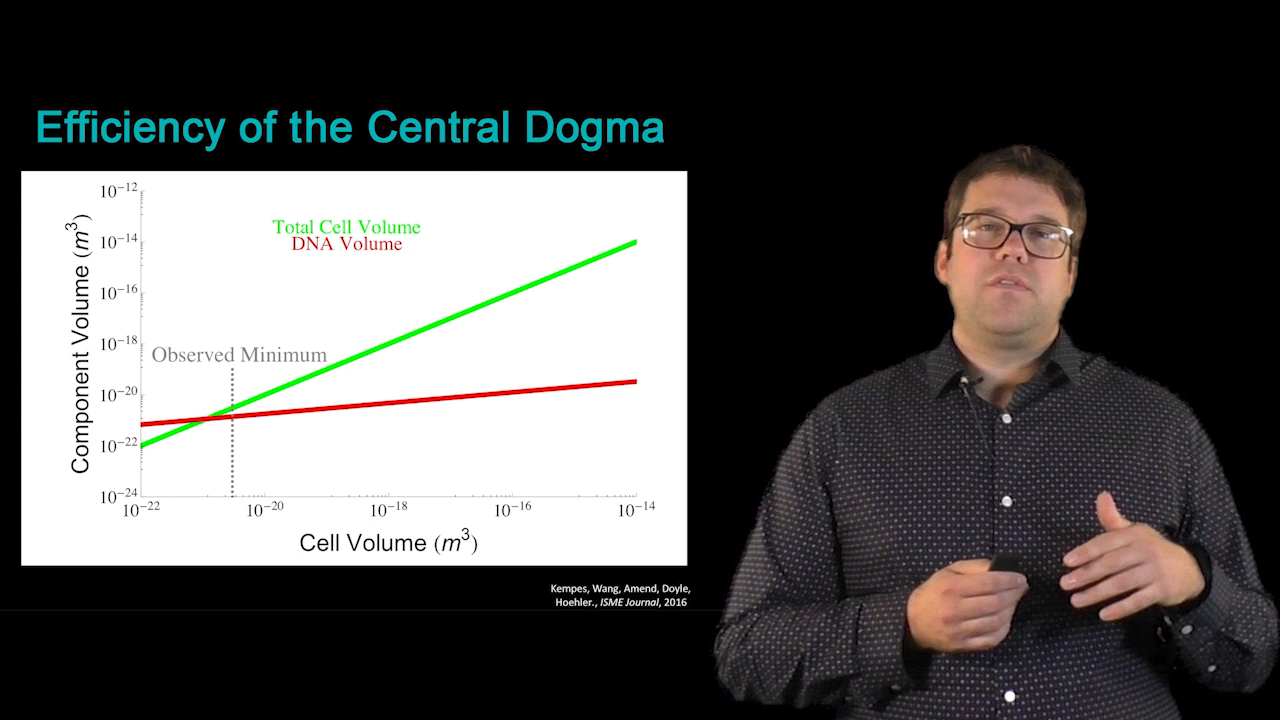 Efficiency of the Central Dogma
Component Volume (m³)
10⁻¹²
10⁻¹⁴
10⁻¹⁶
10⁻¹⁸
10⁻²⁰
10⁻²²
10⁻²⁴
Total Cell Volume
DNA Volume
Observed Minimum
10⁻²² 10⁻²⁰ 10⁻¹⁸ 10⁻¹⁶ 10⁻¹⁴
Cell Volume (m³)
Kempes, Wang, Amend, Doyle,
Hoehler., ISME Journal, 2016